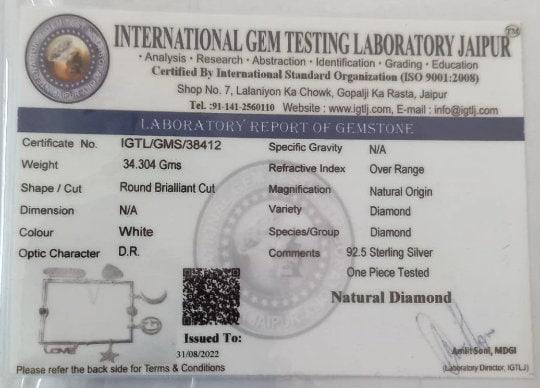 INTERNATIONAL GEM TESTING LABORATORY JAIPUR TM
• Analysis • Research • Abstraction • Identification • Grading • Education
Certified By International Standard Organization (ISO 9001:2008)
Shop No. 7, Lalaniyon Ka Chowk, Gopalji Ka Rasta, Jaipur
Tel. :91-141-2560110 Website : www.igtlj.com, E-mail : info@igtlj.com
LABORATORY REPORT OF GEMSTONE
Certificate No. IGTL/GMS/38412
Weight 34.304 Gms
Shape / Cut Round Brialliant Cut
Dimension N/A
Colour White
Optic Character D.R.
Specific Gravity N/A
Refractive Index Over Range
Magnification Natural Origin
Variety Diamond
Species/Group Diamond
Comments 92.5 Sterling Silver
One Piece Tested
Natural Diamond
LOVE
Issued To:
31/08/2022
Please refer the back side for Terms & Conditions
Amlit Soni, MDGI
(Laboratory Director, IGTLJ)